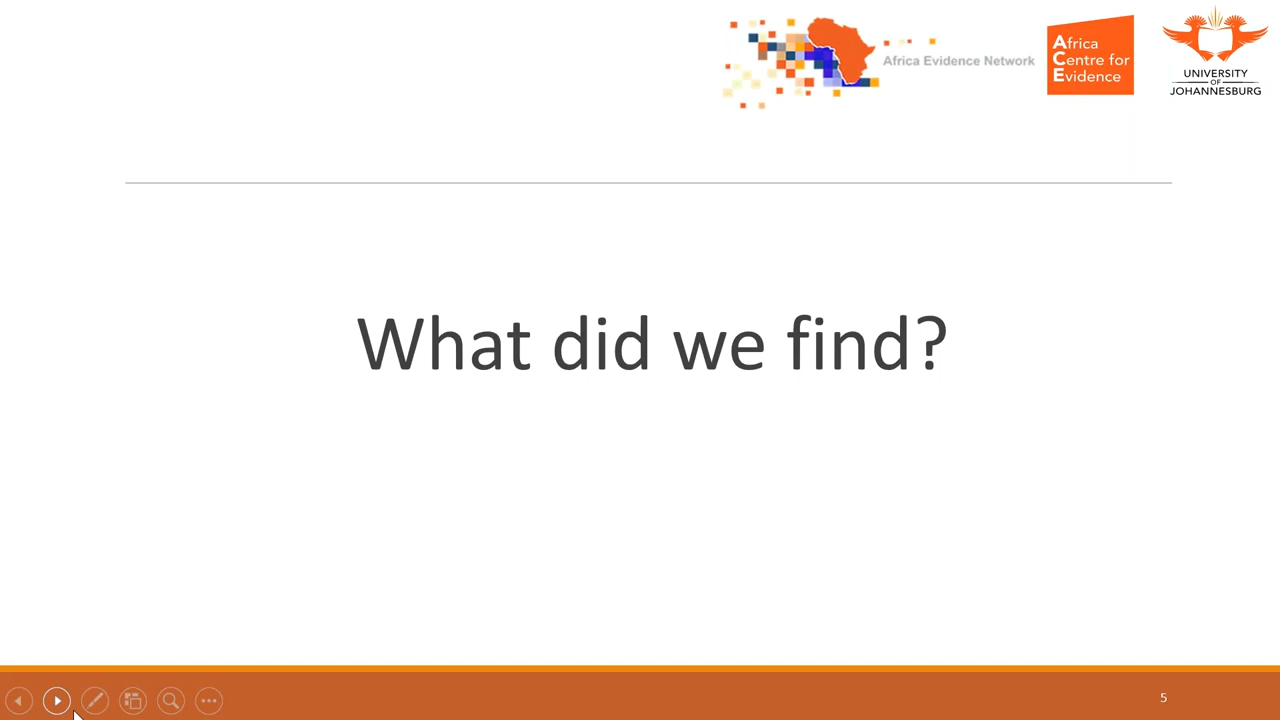 Africa Evidence Network
Africa
Centre for
Evidence
UNIVERSITY
OF
JOHANNESBURG
What did we find?
5